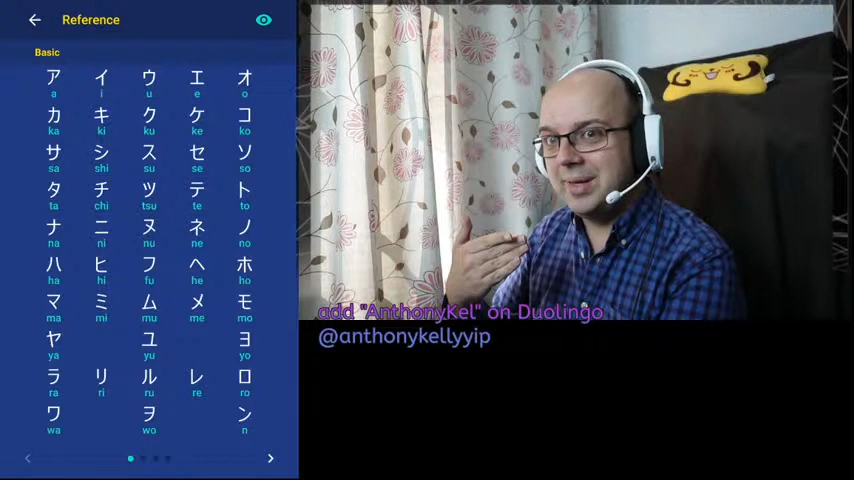 Reference
Basic
ア イ ウ エ オ
a i u e o
カ キ ク ケ コ
ka ki ku ke ko
サ シ ス セ ソ
sa shi su se so
タ チ ツ テ ト
ta chi tsu te to
ナ ニ ヌ ネ ノ
na ni nu ne no
ハ ヒ フ ヘ ホ
ha hi fu he ho
マ ミ ム メ モ
ma mi mu me mo
ヤ ユ ヨ
ya yu yo
ラ リ ル レ ロ
ra ri ru re ro
ワ ヲ ン
wa wo n
add "AnthonyKel" on Duolingo
@anthonykellyyip